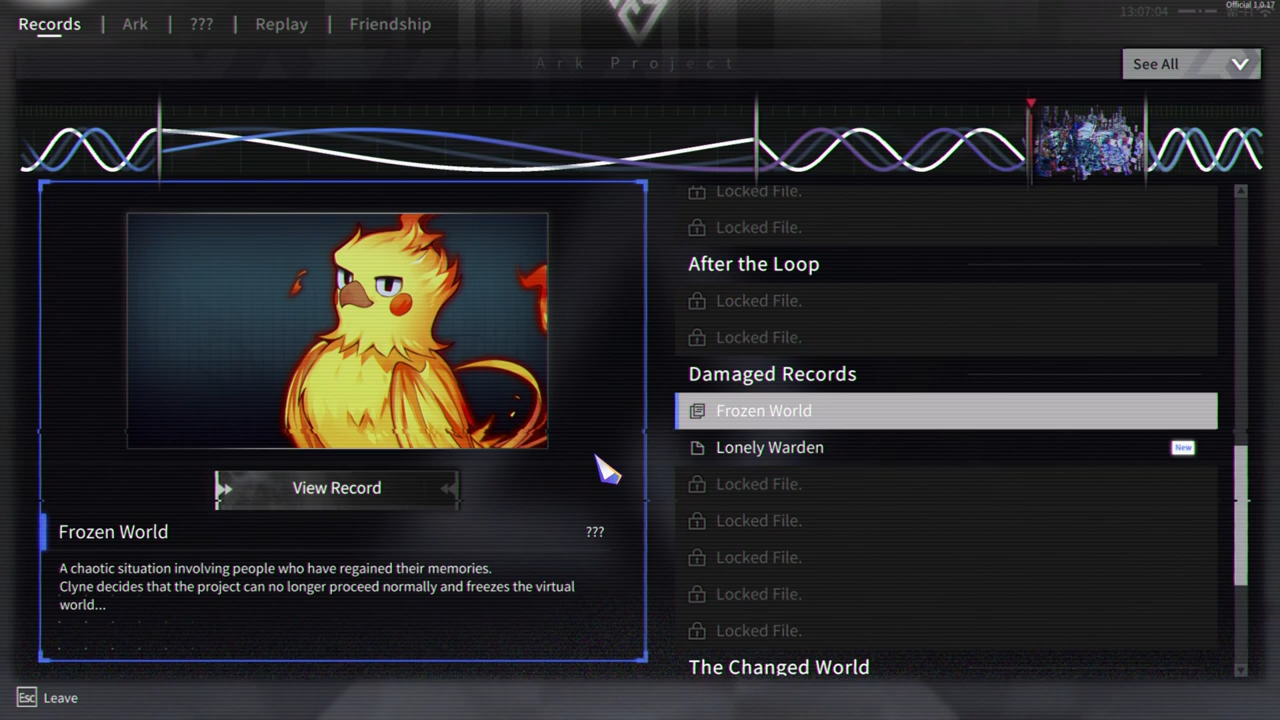 Official 1.0.17
Records | Ark | ??? | Replay | Friendship
13:07:04
Ark Project
See All
Locked File.
Locked File.
After the Loop
Locked File.
Locked File.
Damaged Records
Frozen World
Lonely Warden
New
Locked File.
Locked File.
Locked File.
Locked File.
Locked File.
The Changed World
View Record
Frozen World
???
A chaotic situation involving people who have regained their memories.
Clyne decides that the project can no longer proceed normally and freezes the virtual
world...
Esc Leave